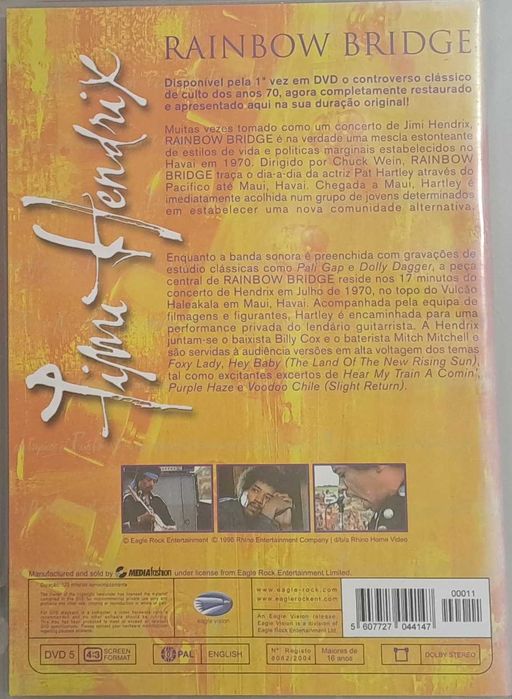 RAINBOW BRIDGE
Jimi Hendrix
Disponível pela 1ª vez em DVD o controverso clássico
de culto dos anos 70, agora completamente restaurado
e apresentado aqui na sua duração original!
Muitas vezes tomado como um concerto de Jimi Hendrix,
RAINBOW BRIDGE é na verdade uma mescla estonteante
de estilos de vida e politicas marginais estabelecidos no
Havai em 1970. Dirigido por Chuck Wein, RAINBOW
BRIDGE traça o dia-a-dia da actriz Pat Hartley através do
Pacifico até Maui, Havai. Chegada a Maui, Hartley é
imediatamente acolhida num grupo de jovens determinados
em estabelecer uma nova comunidade alternativa.
Enquanto a banda sonora é preenchida com gravações de
estúdio clássicas como Pali Gap e Dolly Dagger, a peça
central de RAINBOW BRIDGE reside nos 17 minutos do
concerto de Hendrix em Julho de 1970, no topo do Vulcão
Haleakala em Maui, Havai. Acompanhada pela equipa de
filmagens e figurantes, Hartley é encaminhada para uma
performance privada do lendário guitarrista. A Hendrix
juntam-se o baixista Billy Cox e o baterista Mitch Mitchell e
são servidas à audiência versões em alta voltagem dos temas
Foxy Lady, Hey Baby (The Land Of The New Rising Sun),
tal como excitantes excertos de Hear My Train A Comin',
Purple Haze e Voodoo Chile (Slight Return).
© Eagle Rock Entertainment © 1995 Rhino Entertainment Company d/b/a Rhino Home Video
Manufactured and sold by MEDIAfashion under license from Eagle Rock Entertainment Limited.
eagle vision
www.eagle-rock.com
www.eaglerockent.com
An Eagle Vision release.
Eagle Vision is a division of
Eagle Rock Entertainment Ltd.
00011
5 607727 044147
DVD 5
4:3 SCREEN FORMAT
PAL
ENGLISH
Nº Registo
8062/2004
Maiores de
16 anos
DOLBY STEREO